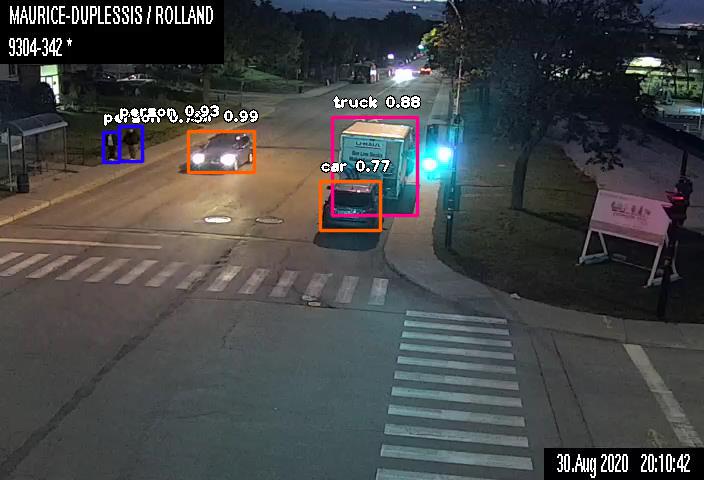 MAURICE-DUPLESSIS / ROLLAND
9304-342 *
person 0.93
0.99
truck 0.88
U-HAUL
car 0.77
30.Aug 2020 20:10:42